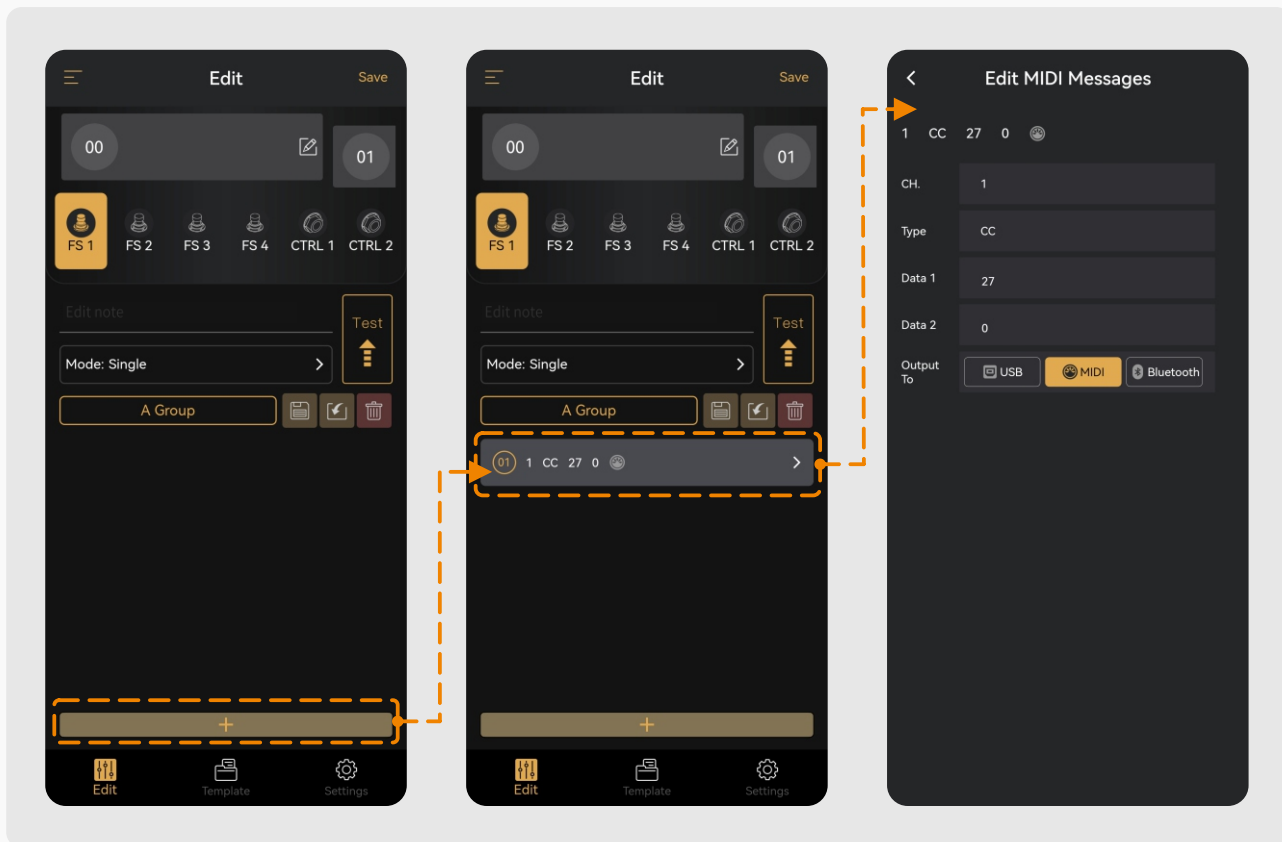 Edit Save
00
01
FS 1 FS 2 FS 3 FS 4 CTRL 1 CTRL 2
Edit note
Test
Mode: Single
A Group
+
Edit Template Settings
Edit Save
00
01
FS 1 FS 2 FS 3 FS 4 CTRL 1 CTRL 2
Edit note
Test
Mode: Single
A Group
01 1 CC 27 0
+
Edit Template Settings
Edit MIDI Messages
1 CC 27 0
CH. 1
Type CC
Data 1 27
Data 2 0
Output
To
USB MIDI Bluetooth